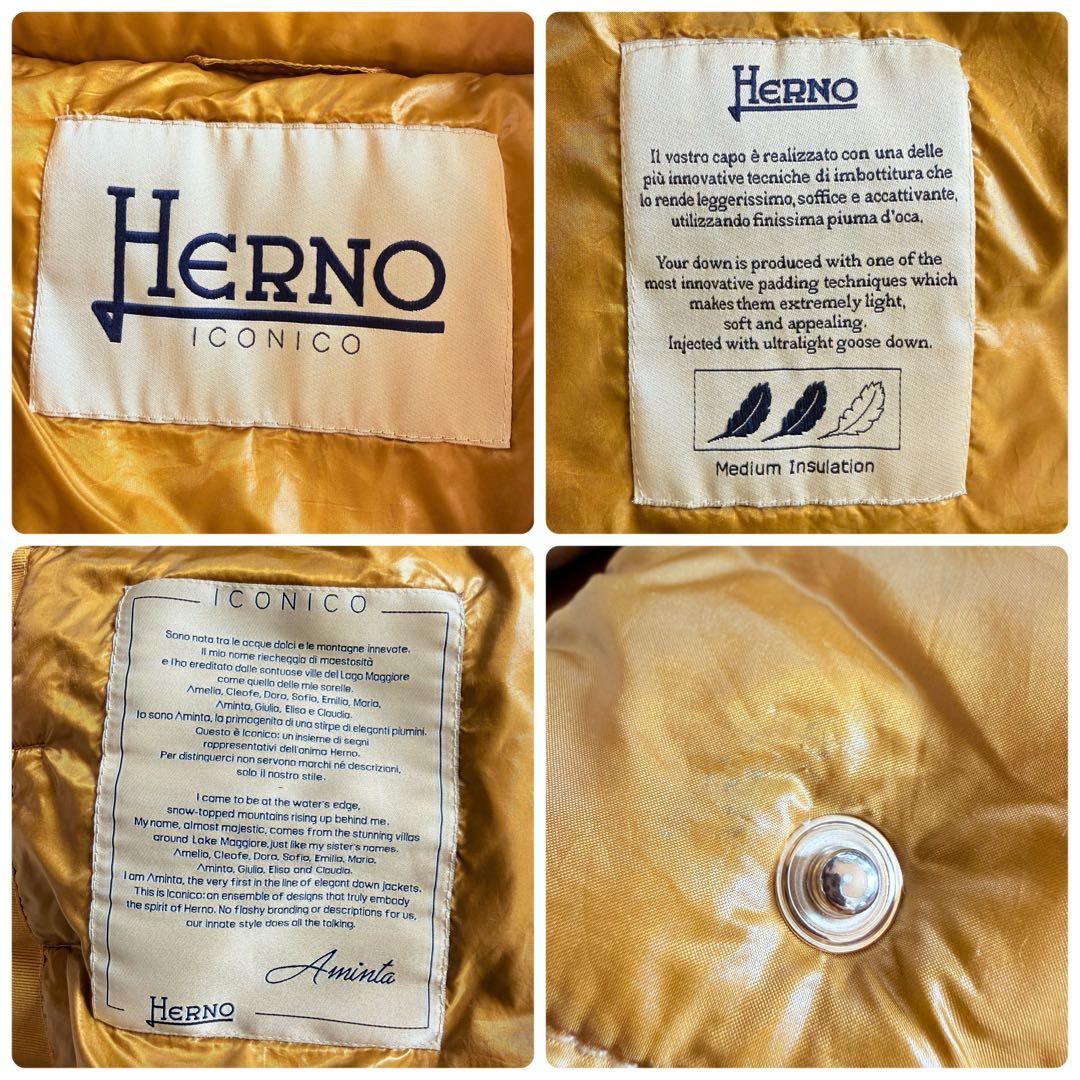 HERNO
ICONICO
HERNO
Il vostro capo è realizzato con una delle
più innovative tecniche di imbottitura che
lo rende leggerissimo, soffice e accattivante,
utilizzando finissima piuma d'oca.
Your down is produced with one of the
most innovative padding techniques which
makes them extremely light,
soft and appealing.
Injected with ultralight goose down.
Medium Insulation
ICONICO
Sono nata tra le acque dolci e le montagne innevate.
Il mio nome riecheggia di maestosità
e l'ho ereditato dalle sontuose ville del Lago Maggiore
come quello delle mie sorelle.
Amelia, Cleofe, Dora, Sofia, Emilia, Maria,
Aminta, Giulia, Elisa e Claudia.
Io sono Aminta, la primogenita di una stirpe di eleganti piumini.
Questo è Iconico: un insieme di segni
rappresentativi dell'anima Herno.
Per distinguerci non servono marchi né descrizioni,
solo il nostro stile.
-
I came to be at the water's edge,
snow-topped mountains rising up behind me.
My name, almost majestic, comes from the stunning villas
around Lake Maggiore, just like my sister's names.
Amelia, Cleofe, Dora, Sofia, Emilia, Maria,
Aminta, Giulia, Elisa and Claudia.
I am Aminta, the very first in the line of elegant down jackets.
This is Iconico: an ensemble of designs that truly embody
the spirit of Herno. No flashy branding or descriptions for us,
our innate style does all the talking.
Aminta
HERNO